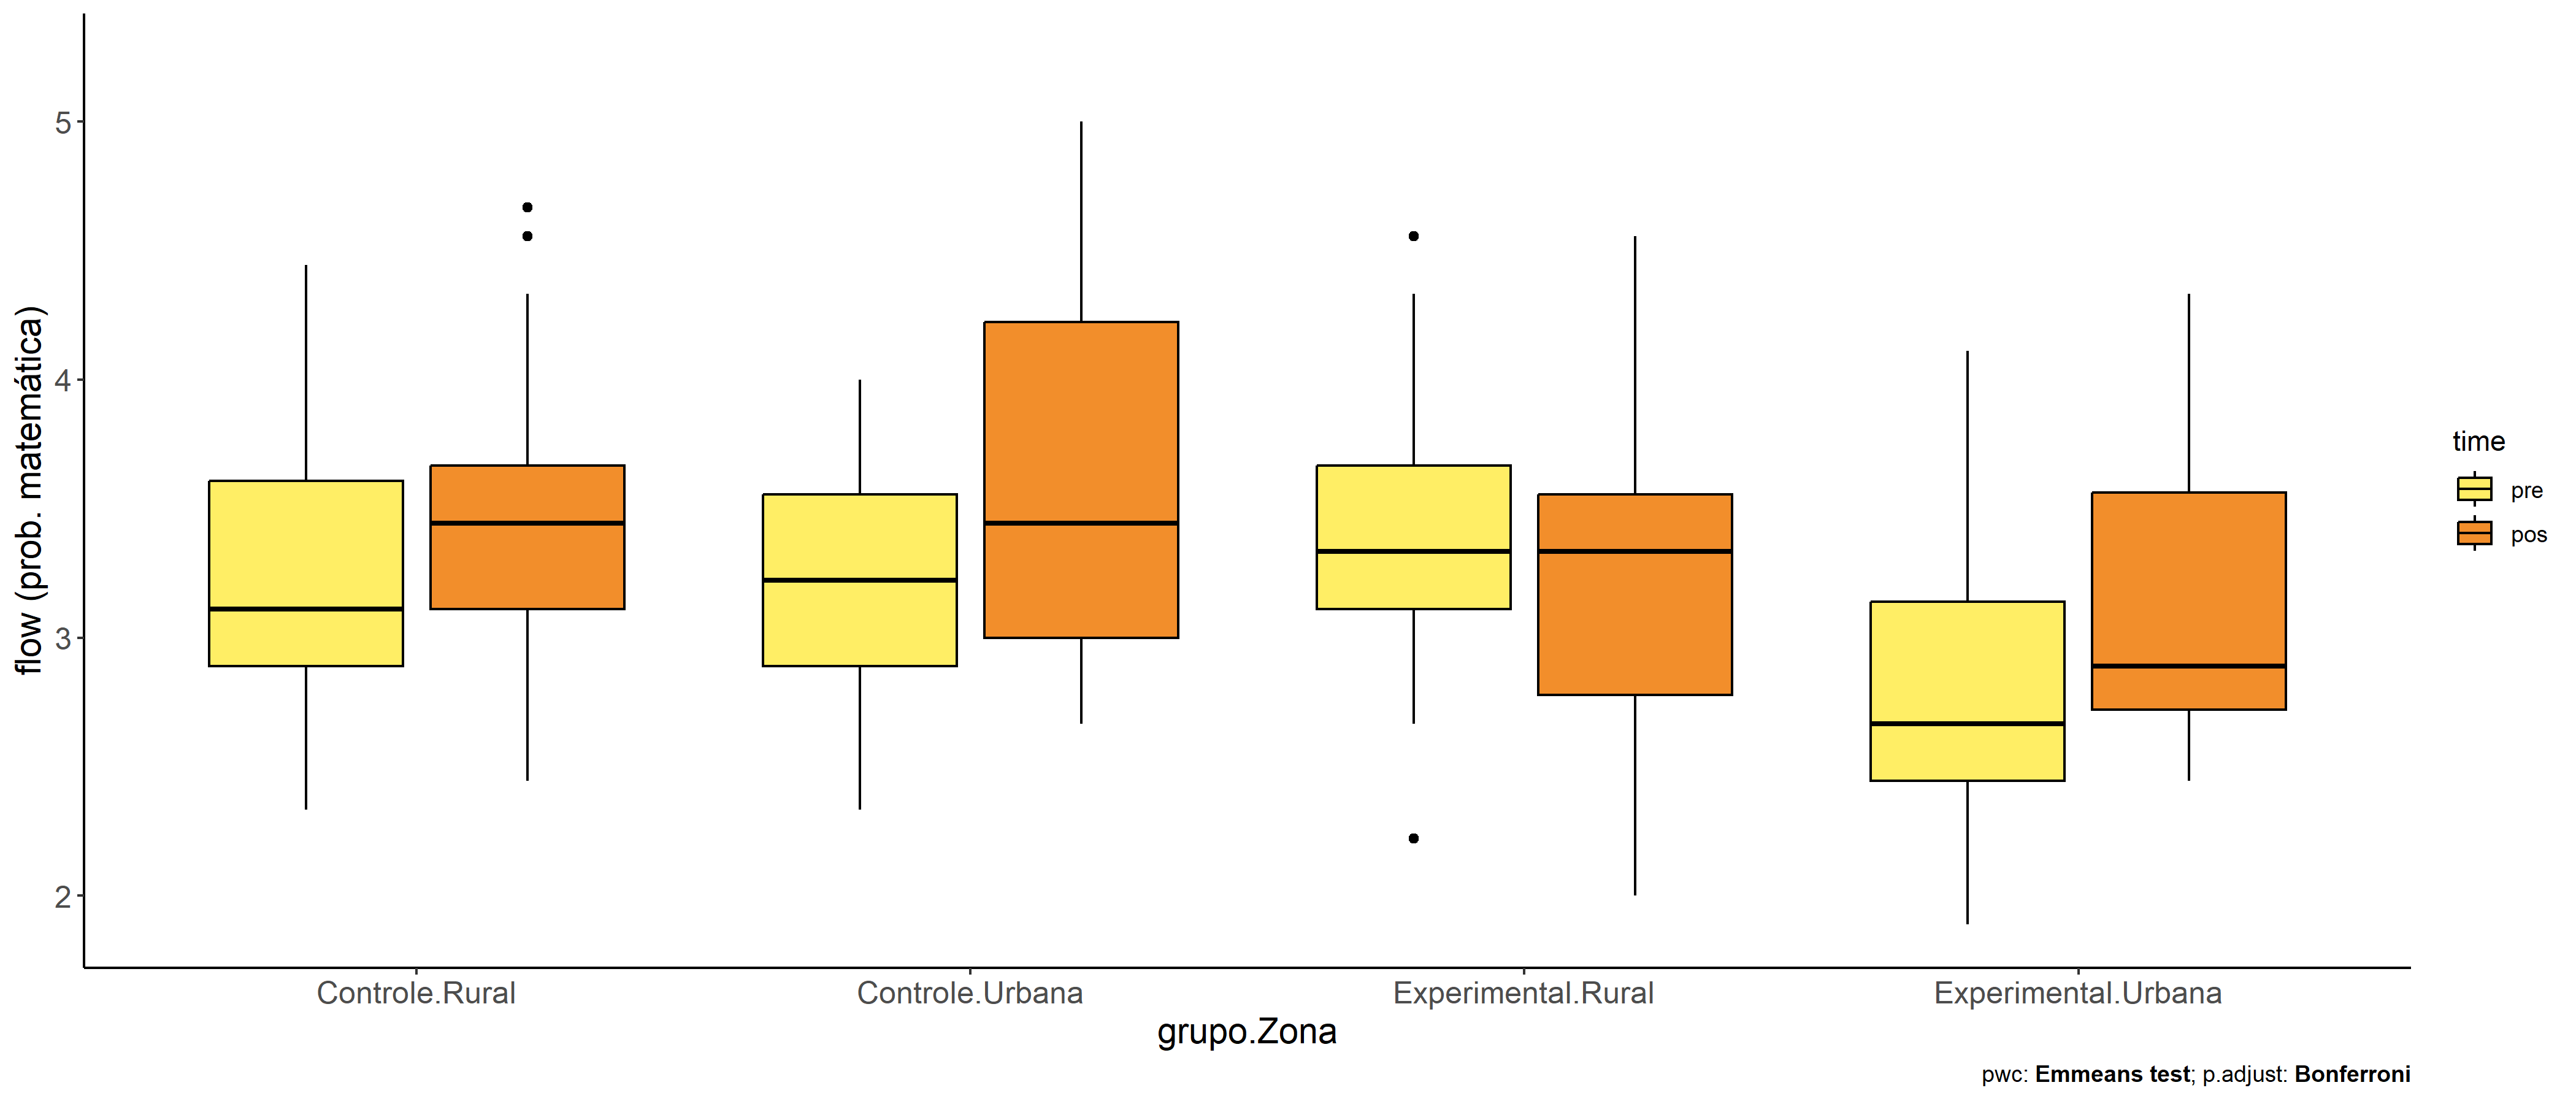 flow (prob. matemática)
5
4
3
2
Controle.Rural
Controle.Urbana
Experimental.Rural
Experimental.Urbana
grupo.Zona
time
pre
pos
pwc: Emmeans test; p.adjust: Bonferroni